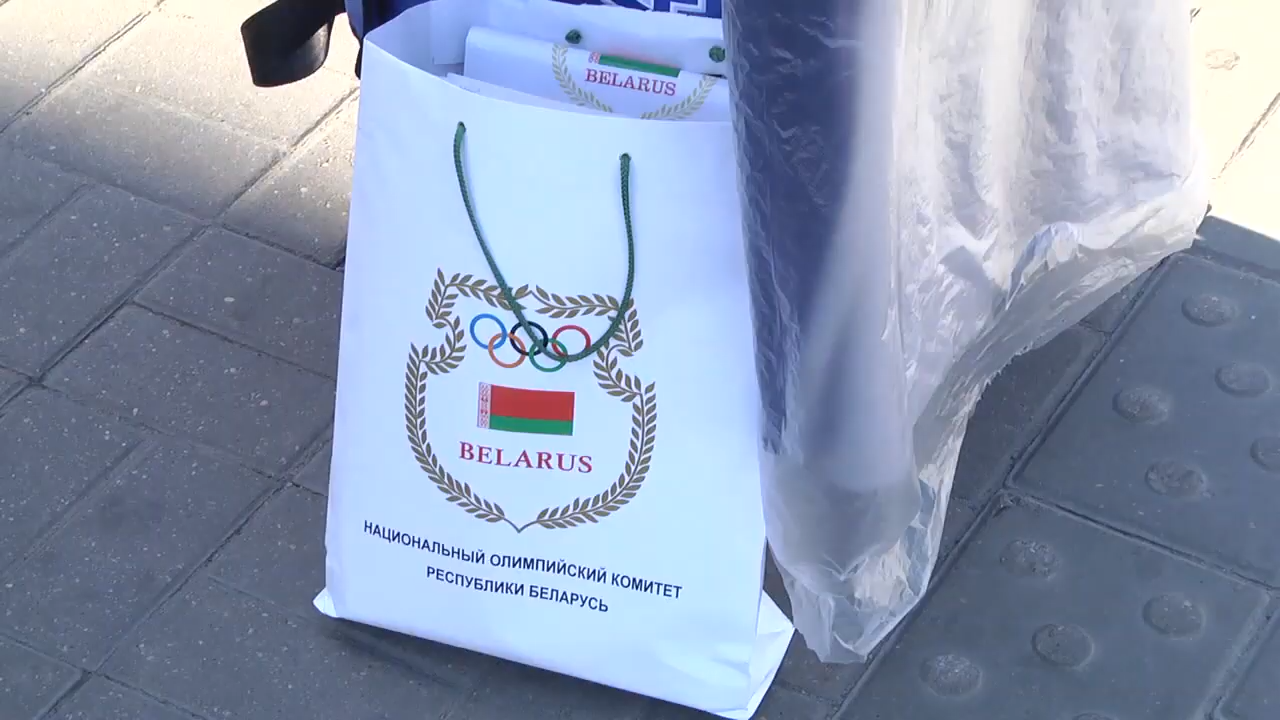 BELARUS
BELARUS
НАЦИОНАЛЬНЫЙ ОЛИМПИЙСКИЙ КОМИТЕТ
РЕСПУБЛИКИ БЕЛАРУСЬ